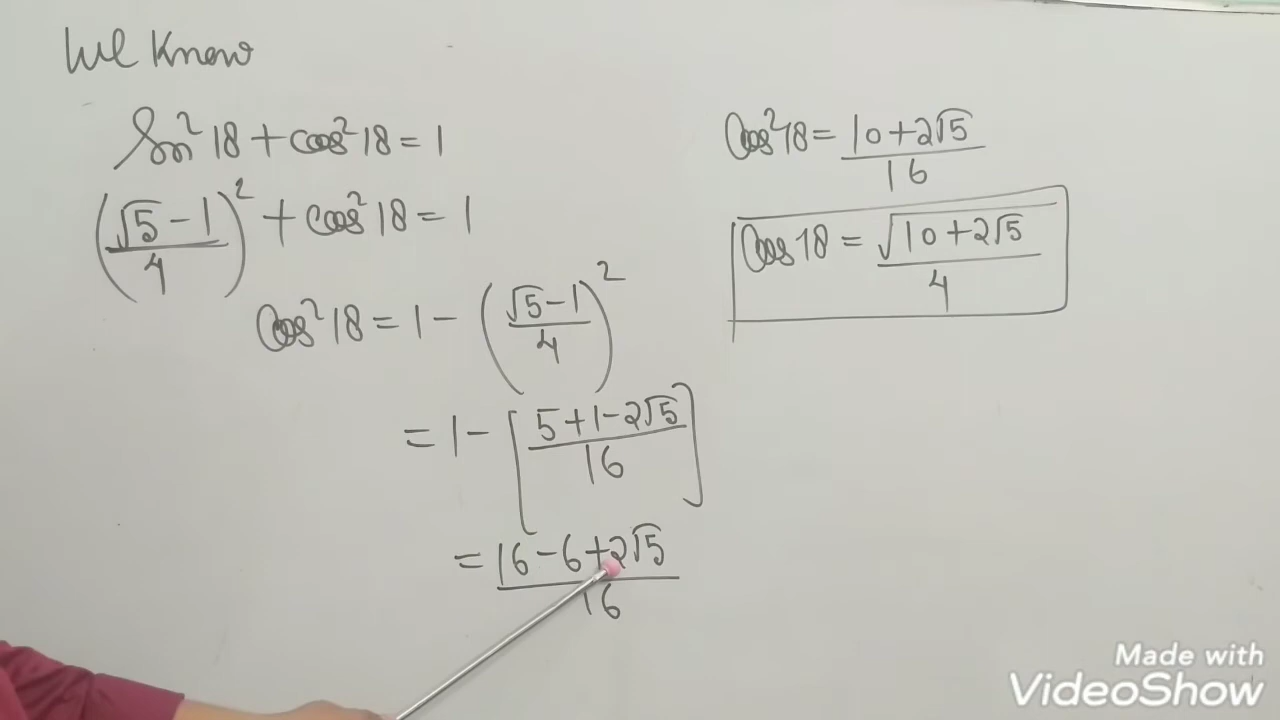 We Know
Sin² 18 + cos² 18 = 1
(√5 - 1 / 4)² + cos² 18 = 1
Cos² 18 = 1 - (√5 - 1 / 4)²
= 1 - [5 + 1 - 2√5 / 16]
= 16 - 6 + 2√5 / 16
Cos² 18 = 10 + 2√5 / 16
Cos 18 = √(10 + 2√5) / 4
Made with
VideoShow